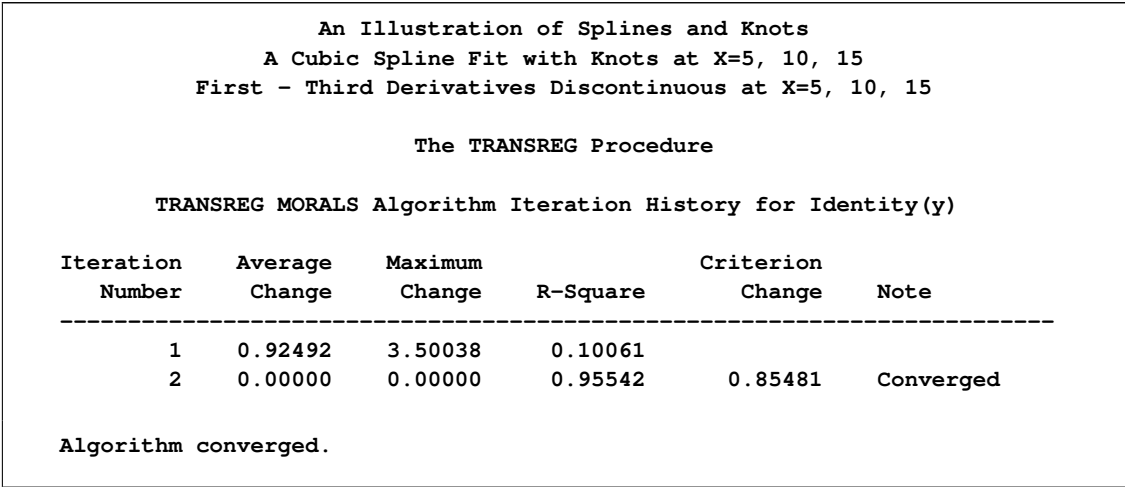 An Illustration of Splines and Knots
A Cubic Spline Fit with Knots at X=5, 10, 15
First - Third Derivatives Discontinuous at X=5, 10, 15
The TRANSREG Procedure
TRANSREG MORALS Algorithm Iteration History for Identity(y)
Iteration Average Maximum Criterion
Number Change Change R-Square Change Note
1 0.92492 3.50038 0.10061
2 0.00000 0.00000 0.95542 0.85481 Converged
Algorithm converged.